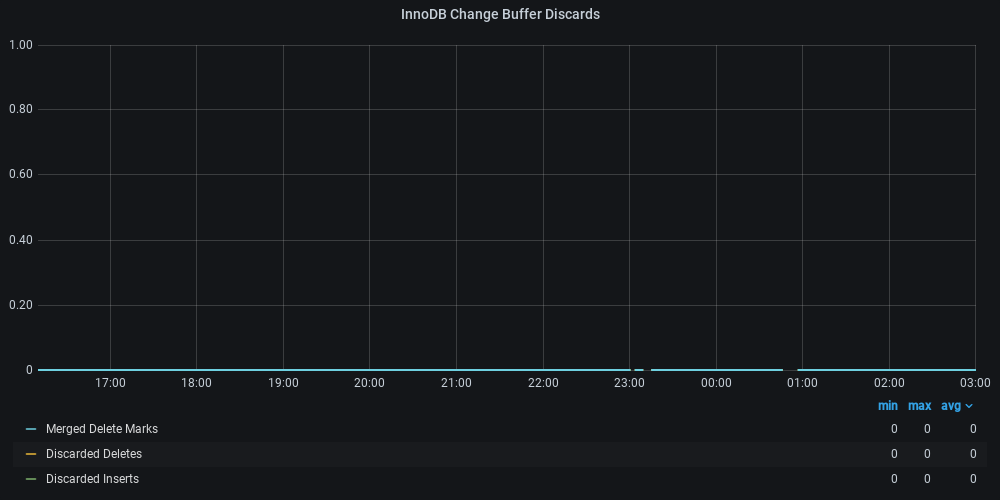 InnoDB Change Buffer Discards
1.00
0.80
0.60
0.40
0.20
0
17:00 18:00 19:00 20:00 21:00 22:00 23:00 00:00 01:00 02:00 03:00
min max avg
Merged Delete Marks 0 0 0
Discarded Deletes 0 0 0
Discarded Inserts 0 0 0